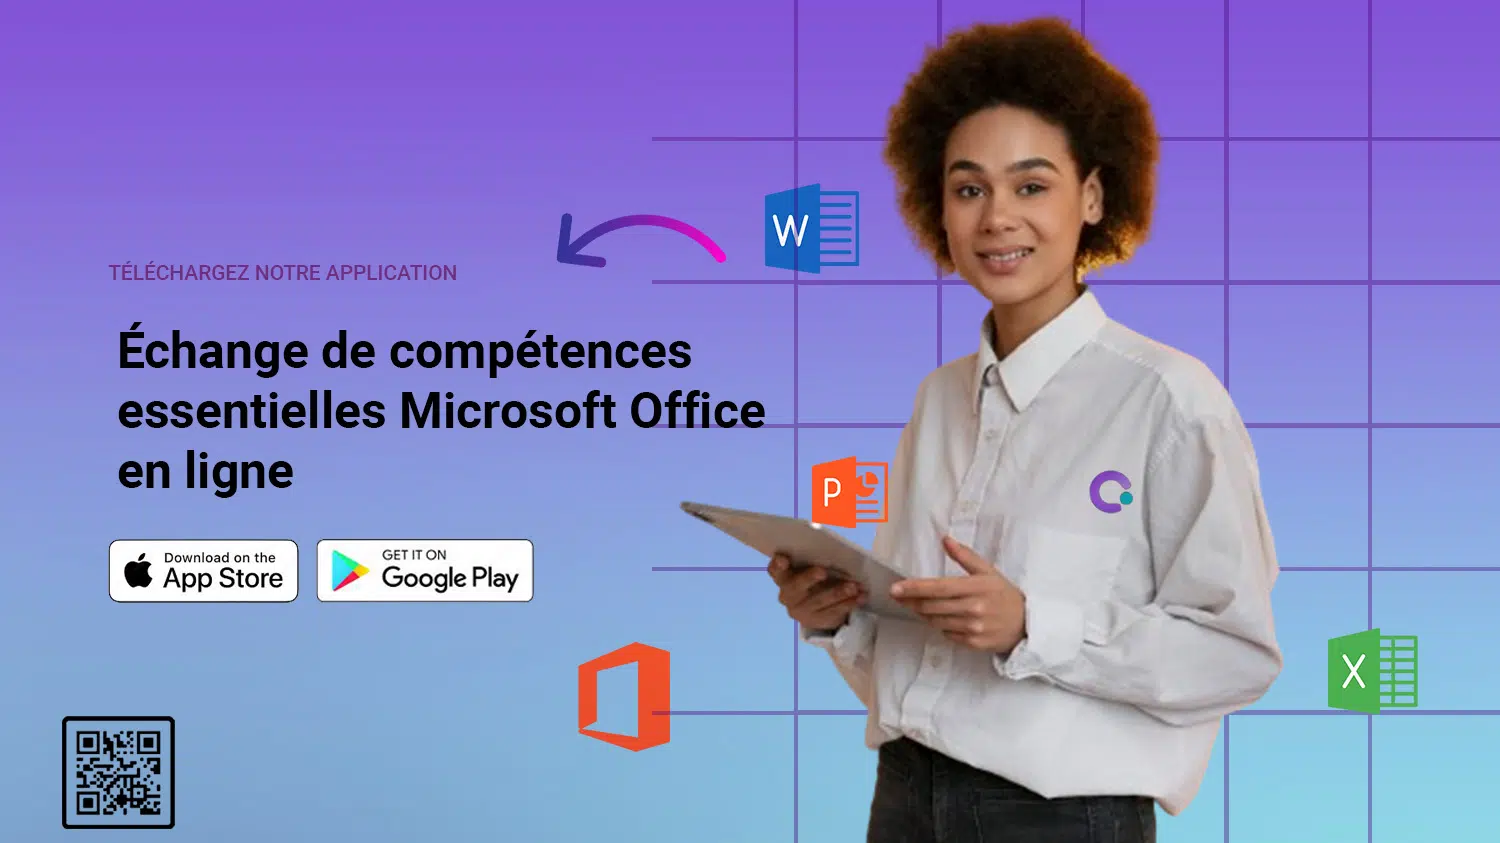 TÉLÉCHARGEZ NOTRE APPLICATION
Échange de compétences
essentielles Microsoft Office
en ligne
Download on the
App Store
GET IT ON
Google Play
W
P
X